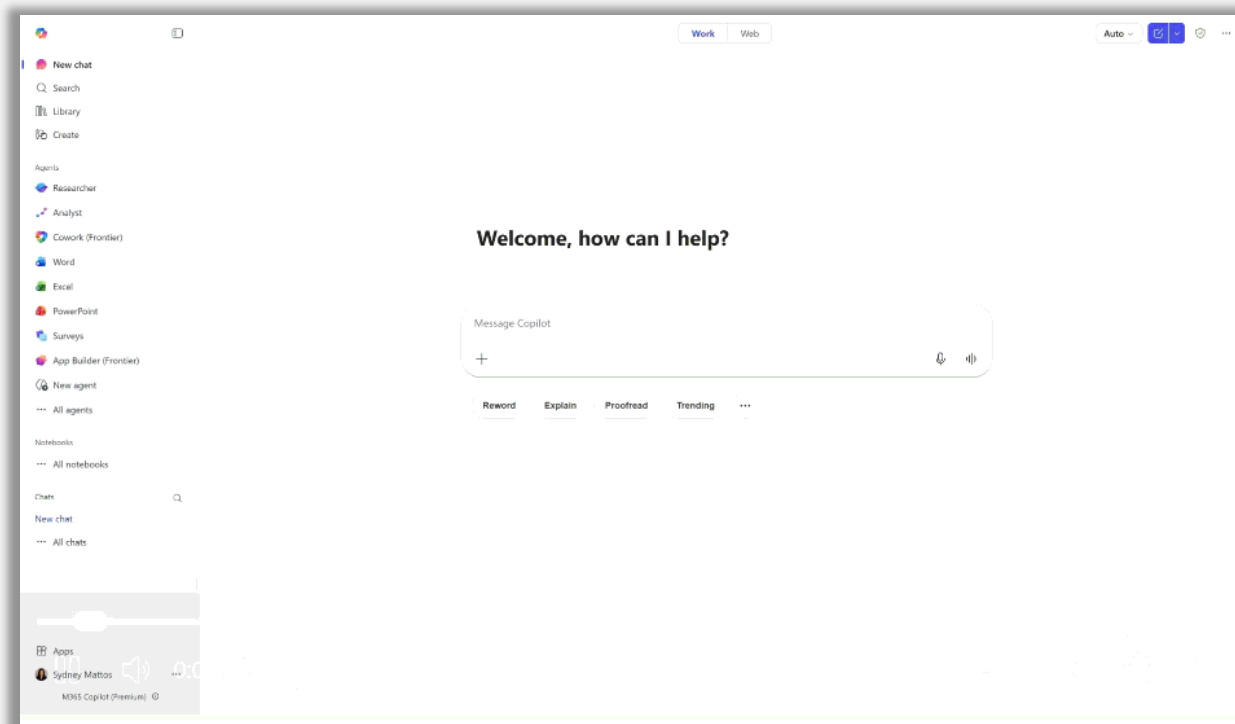 Work Web
Auto
New chat
Search
Library
Create
Agents
Researcher
Analyst
Cowork (Frontier)
Welcome, how can I help?
Word
Excel
PowerPoint
Message Copilot
Surveys
App Builder (Frontier)
New agent
Reword Explain Proofread Trending
All agents
Notebooks
All notebooks
Chats
New chat
All chats
Apps
Sydney Mattos
M365 Copilot (Premium)